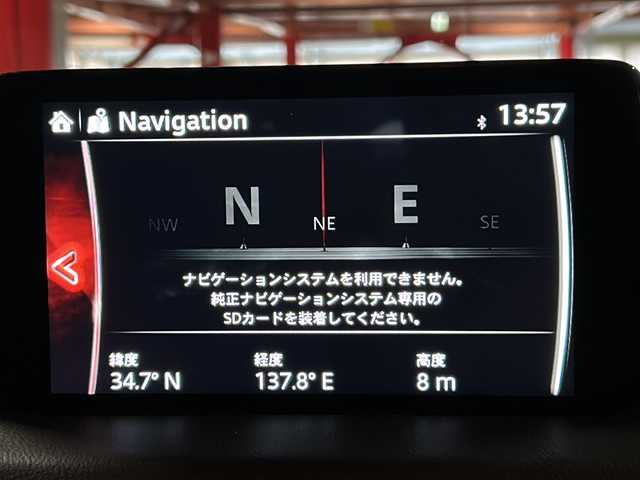 Navigation 13:57
NW N NE E SE
ナビゲーションシステムを利用できません。
純正ナビゲーションシステム専用の
SDカードを装着してください。
緯度 経度 高度
34.7° N 137.8° E 8 m